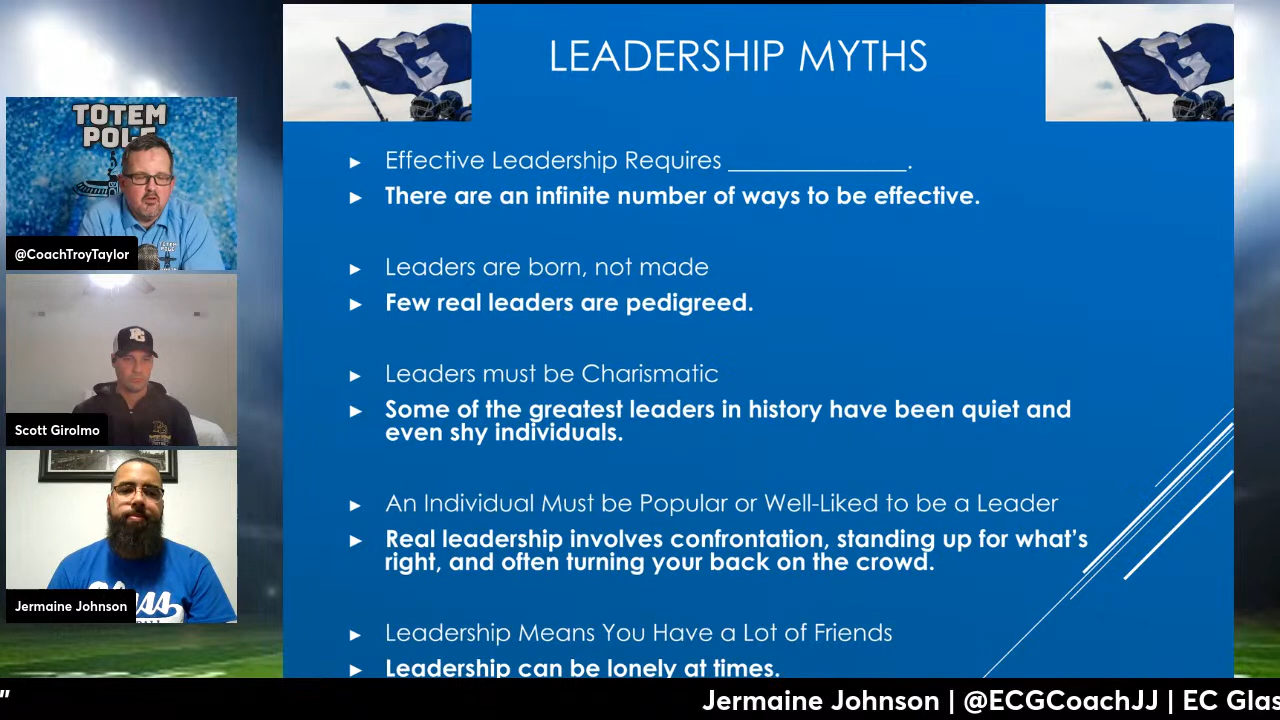 LEADERSHIP MYTHS
► Effective Leadership Requires ______________.
► There are an infinite number of ways to be effective.
► Leaders are born, not made
► Few real leaders are pedigreed.
► Leaders must be Charismatic
► Some of the greatest leaders in history have been quiet and
even shy individuals.
► An Individual Must be Popular or Well-Liked to be a Leader
► Real leadership involves confrontation, standing up for what's
right, and often turning your back on the crowd.
► Leadership Means You Have a Lot of Friends
► Leadership can be lonely at times.
TOTEM
POLE
@CoachTroyTaylor
Scott Girolmo
Jermaine Johnson
" Jermaine Johnson | @ECGCoachJJ | EC Glas
G
G
PG